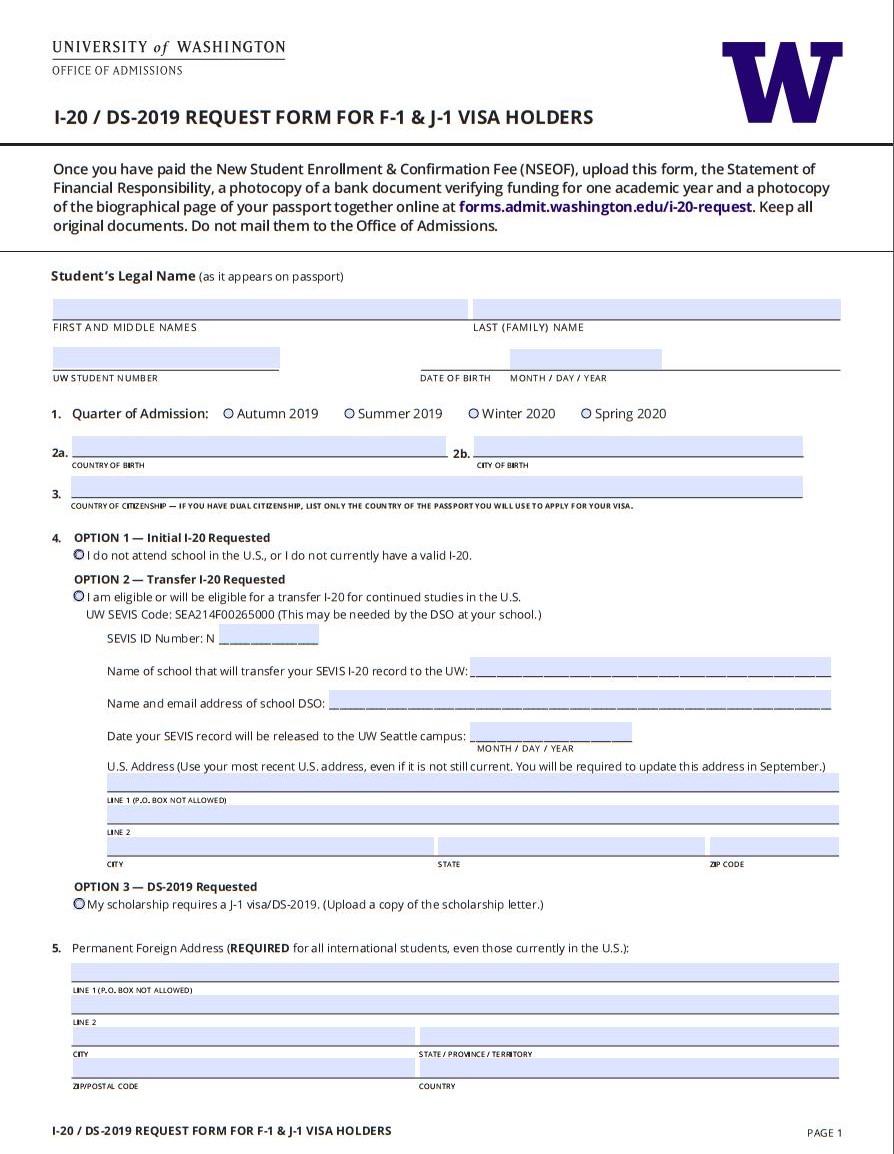 UNIVERSITY of WASHINGTON
OFFICE OF ADMISSIONS
W
I-20 / DS-2019 REQUEST FORM FOR F-1 & J-1 VISA HOLDERS
Once you have paid the New Student Enrollment & Confirmation Fee (NSEOF), upload this form, the Statement of
Financial Responsibility, a photocopy of a bank document verifying funding for one academic year and a photocopy
of the biographical page of your passport together online at forms.admit.washington.edu/i-20-request. Keep all
original documents. Do not mail them to the Office of Admissions.
Student's Legal Name (as it appears on passport)
FIRST AND MIDDLE NAMES LAST (FAMILY) NAME
UW STUDENT NUMBER DATE OF BIRTH MONTH / DAY / YEAR
1. Quarter of Admission: Autumn 2019 Summer 2019 Winter 2020 Spring 2020
2a. 2b.
COUNTRY OF BIRTH CITY OF BIRTH
3.
COUNTRY OF CITIZENSHIP — IF YOU HAVE DUAL CITIZENSHIP, LIST ONLY THE COUNTRY OF THE PASSPORT YOU WILL USE TO APPLY FOR YOUR VISA.
4. OPTION 1 — Initial I-20 Requested
I do not attend school in the U.S., or I do not currently have a valid I-20.
OPTION 2 — Transfer I-20 Requested
I am eligible or will be eligible for a transfer I-20 for continued studies in the U.S.
UW SEVIS Code: SEA214F00265000 (This may be needed by the DSO at your school.)
SEVIS ID Number: N
Name of school that will transfer your SEVIS I-20 record to the UW:
Name and email address of school DSO:
Date your SEVIS record will be released to the UW Seattle campus:
MONTH / DAY / YEAR
U.S. Address (Use your most recent U.S. address, even if it is not still current. You will be required to update this address in September.)
LINE 1 (P.O. BOX NOT ALLOWED)
LINE 2
CITY STATE ZIP CODE
OPTION 3 — DS-2019 Requested
My scholarship requires a J-1 visa/DS-2019. (Upload a copy of the scholarship letter.)
5. Permanent Foreign Address (REQUIRED for all international students, even those currently in the U.S.):
LINE 1 (P.O. BOX NOT ALLOWED)
LINE 2
CITY STATE / PROVINCE / TERRITORY
ZIP/POSTAL CODE COUNTRY
I-20 / DS-2019 REQUEST FORM FOR F-1 & J-1 VISA HOLDERS PAGE 1